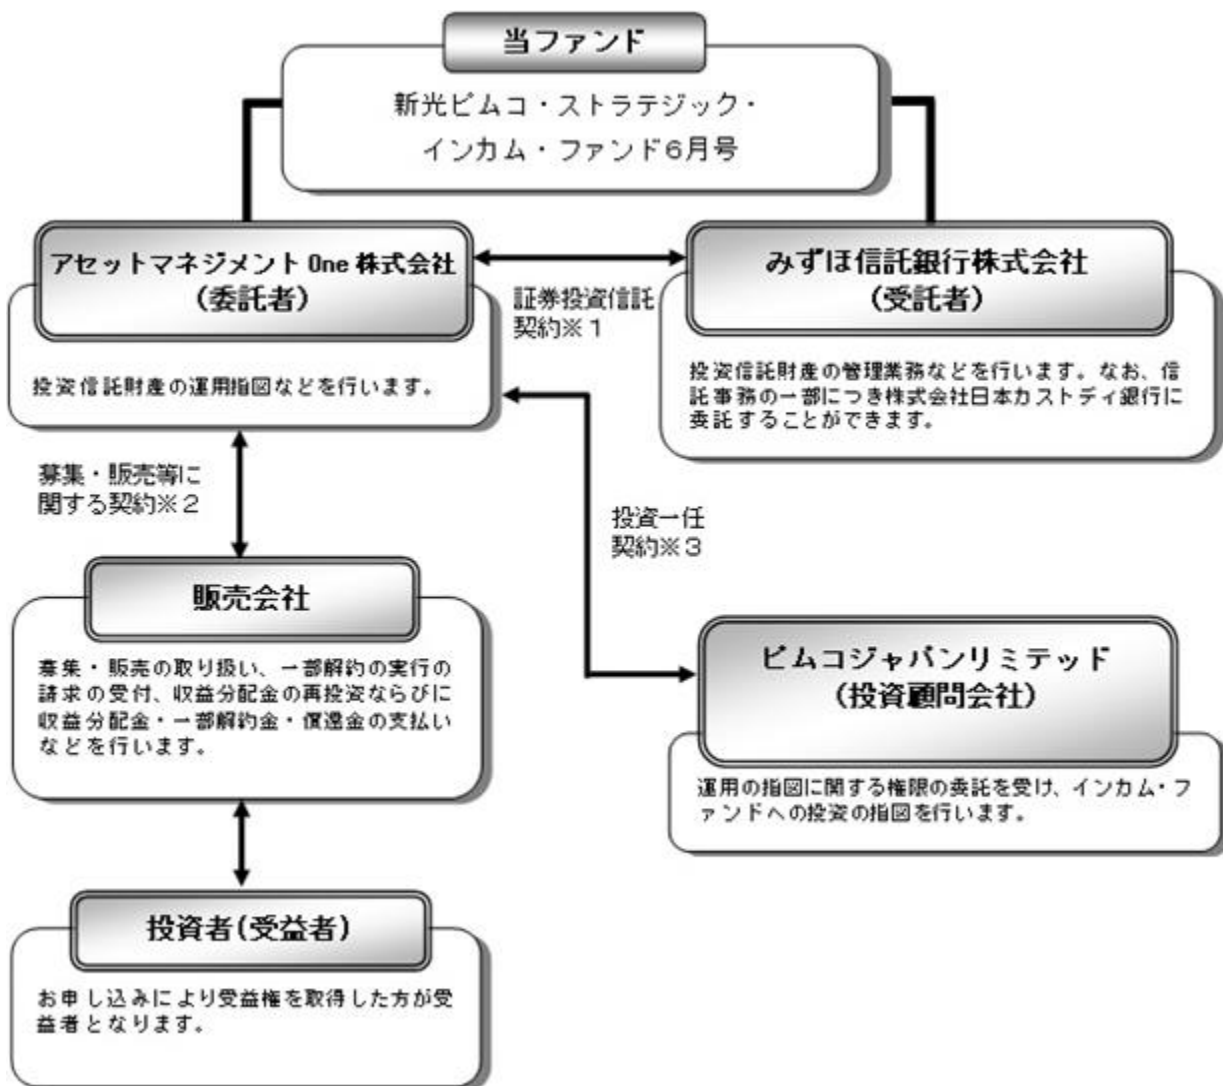 当ファンド
新光ピムコ・ストラテジック・
インカム・ファンド6月号
アセットマネジメント One 株式会社
(委託者)
投資信託財産の運用指図などを行います。
証券投資信託
契約※1
みずほ信託銀行株式会社
(受託者)
投資信託財産の管理業務などを行います。なお、信
託事務の一部につき株式会社日本カストディ銀行に
委託することができます。
募集・販売等に
関する契約※2
投資一任
契約※3
販売会社
募集・販売の取り扱い、一部解約の実行の
請求の受付、収益分配金の再投資ならびに
収益分配金・一部解約金・償還金の支払い
などを行います。
ピムコジャパンリミテッド
(投資顧問会社)
運用の指図に関する権限の委託を受け、インカム・フ
ァンドへの投資の指図を行います。
投資者(受益者)
お申し込みにより受益権を取得した方が受
益者となります。